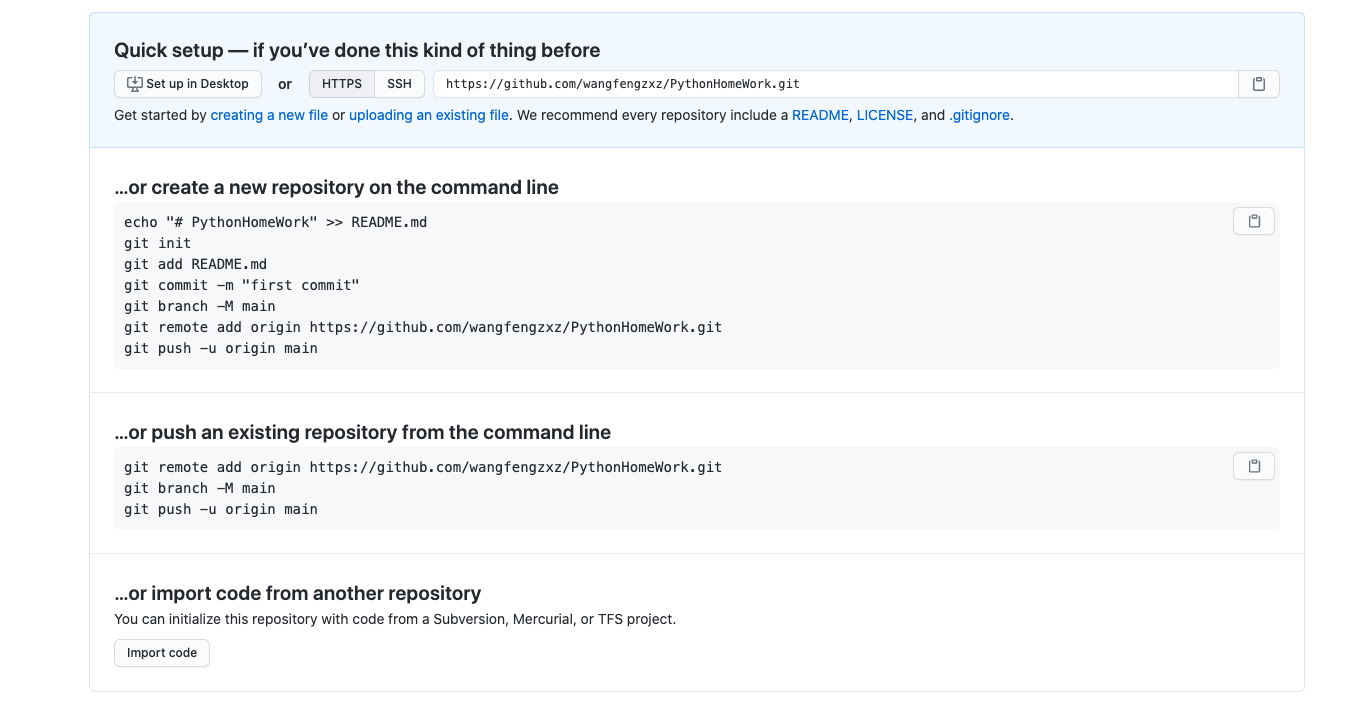 Quick setup — if you’ve done this kind of thing before
Set up in Desktop or HTTPS SSH https://github.com/wangfengzxz/PythonHomeWork.git
Get started by creating a new file or uploading an existing file. We recommend every repository include a README, LICENSE, and .gitignore.
…or create a new repository on the command line
echo "# PythonHomeWork" >> README.md
git init
git add README.md
git commit -m "first commit"
git branch -M main
git remote add origin https://github.com/wangfengzxz/PythonHomeWork.git
git push -u origin main
…or push an existing repository from the command line
git remote add origin https://github.com/wangfengzxz/PythonHomeWork.git
git branch -M main
git push -u origin main
…or import code from another repository
You can initialize this repository with code from a Subversion, Mercurial, or TFS project.
Import code